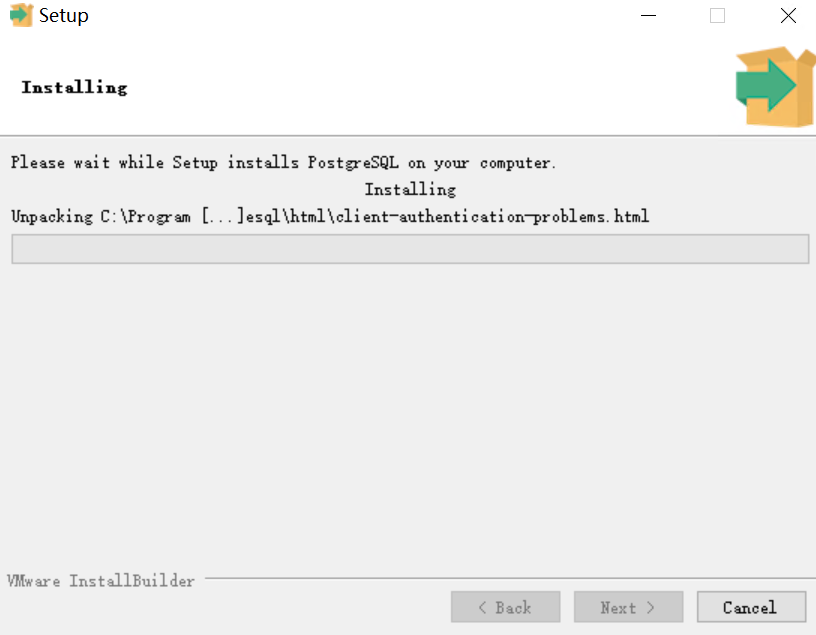 Setup
Installing
Please wait while Setup installs PostgreSQL on your computer.
Installing
Unpacking C:\Program [...]esql\html\client-authentication-problems.html
VMware InstallBuilder
< Back
Next >
Cancel